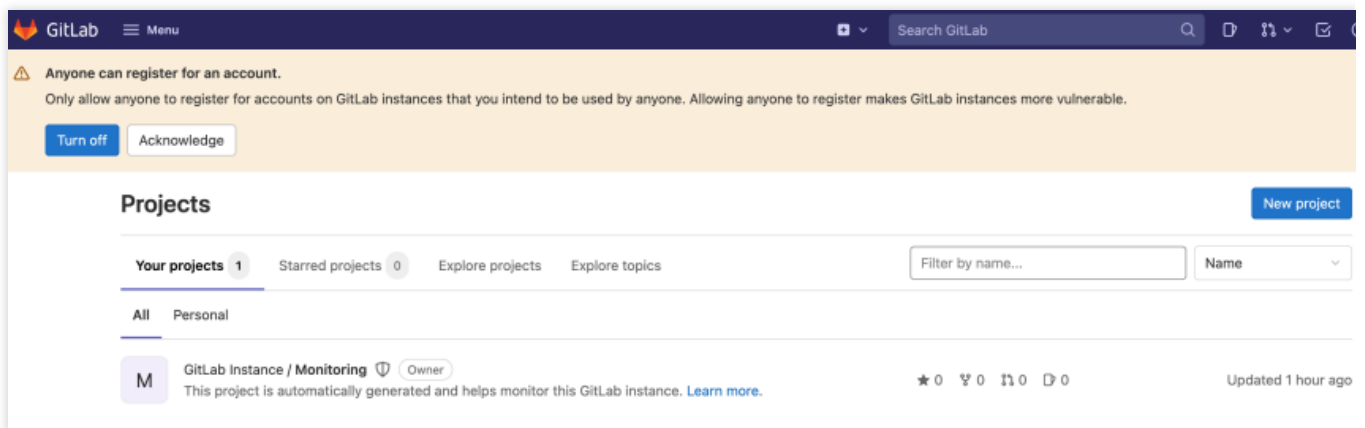 GitLab Menu Search GitLab
Anyone can register for an account.
Only allow anyone to register for accounts on GitLab instances that you intend to be used by anyone. Allowing anyone to register makes GitLab instances more vulnerable.
Turn off Acknowledge
Projects New project
Your projects 1 Starred projects 0 Explore projects Explore topics Filter by name... Name
All Personal
M
GitLab Instance / Monitoring Owner
This project is automatically generated and helps monitor this GitLab instance. Learn more.
0 0 0 0 Updated 1 hour ago